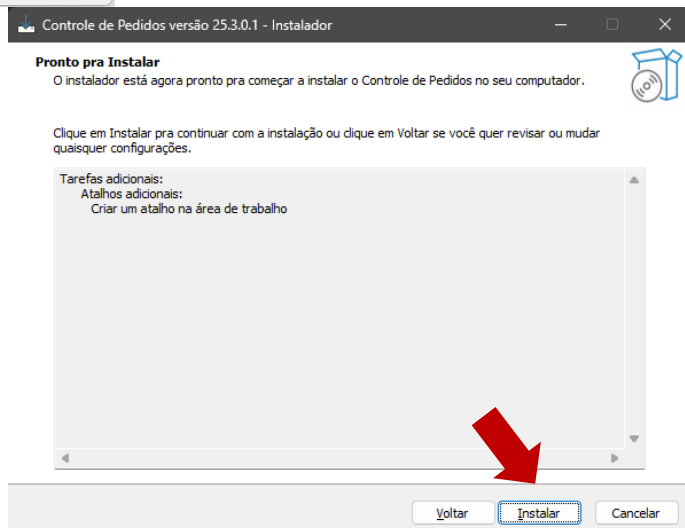 Controle de Pedidos versão 25.3.0.1 - Instalador
Pronto pra Instalar
O instalador está agora pronto pra começar a instalar o Controle de Pedidos no seu computador.
Clique em Instalar pra continuar com a instalação ou clique em Voltar se você quer revisar ou mudar
quaisquer configurações.
Tarefas adicionais:
Atalhos adicionais:
Criar um atalho na área de trabalho
Voltar
Instalar
Cancelar